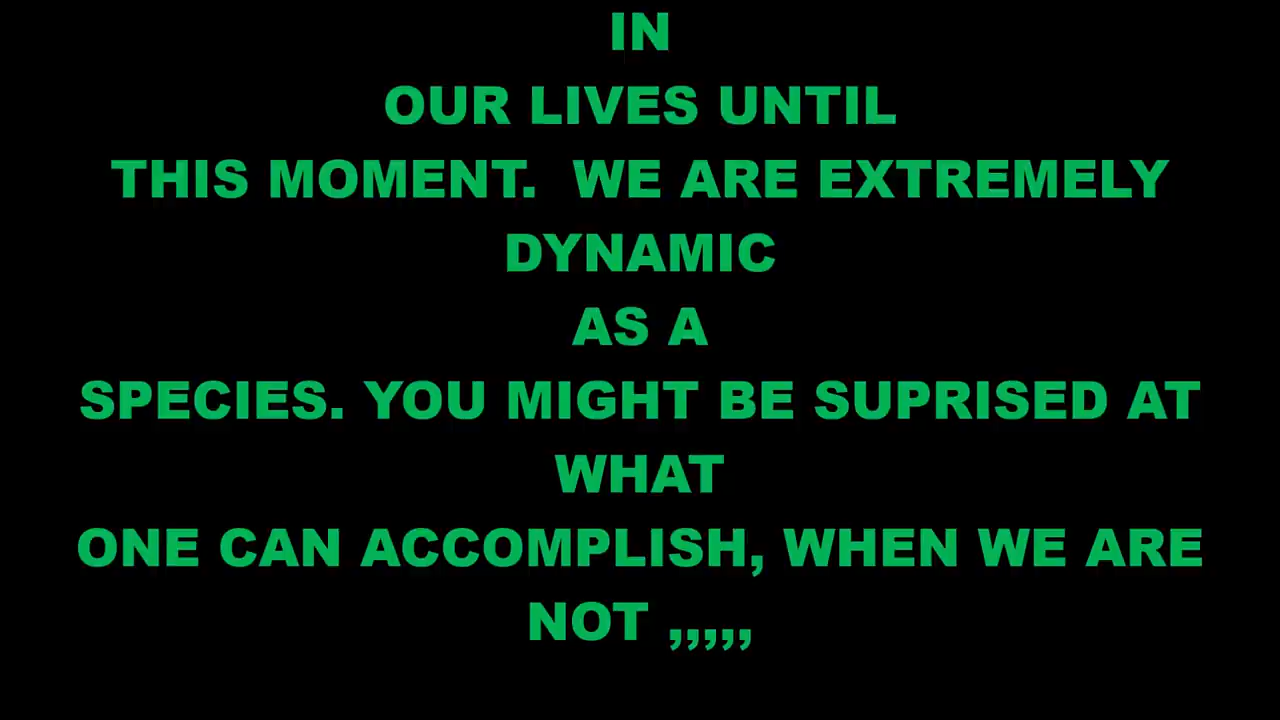 IN
OUR LIVES UNTIL
THIS MOMENT.  WE ARE EXTREMELY
DYNAMIC
AS A
SPECIES. YOU MIGHT BE SUPRISED AT
WHAT
ONE CAN ACCOMPLISH, WHEN WE ARE
NOT ,,,,,